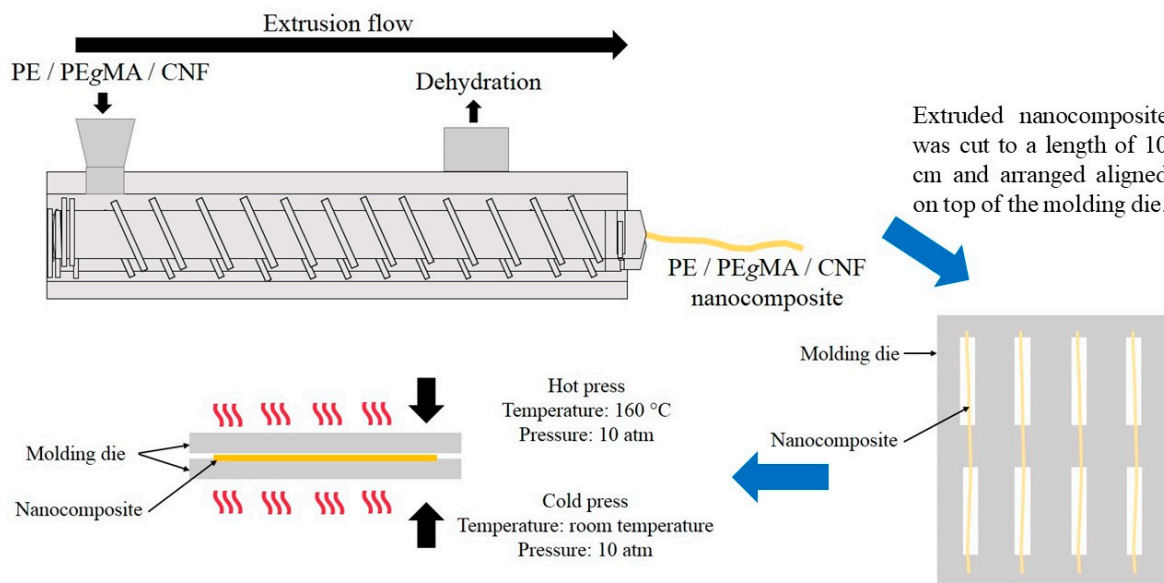 Extrusion flow
PE / PEgMA / CNF
Dehydration
Extruded nanocomposite
was cut to a length of 10
cm and arranged aligned
on top of the molding die.
PE / PEgMA / CNF
nanocomposite
Molding die
Nanocomposite
Hot press
Temperature: 160 °C
Pressure: 10 atm
Molding die
Nanocomposite
Cold press
Temperature: room temperature
Pressure: 10 atm